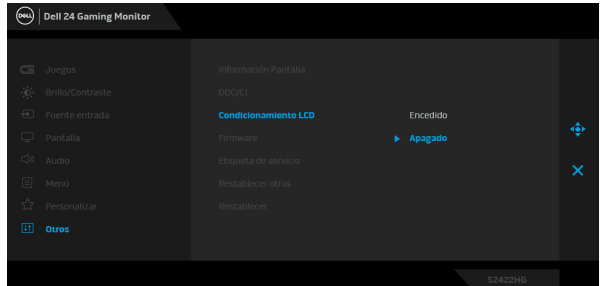 DELL Dell 24 Gaming Monitor
Juegos
Información Pantalla
Brillo/Contraste
DDC/CI
Fuente entrada
Condicionamiento LCD
Encedido
Pantalla
Firmware
Apagado
Audio
Etiqueta de servicio
Menú
Restablecer otros
Personalizar
Restablecer
Otros
S2422HG